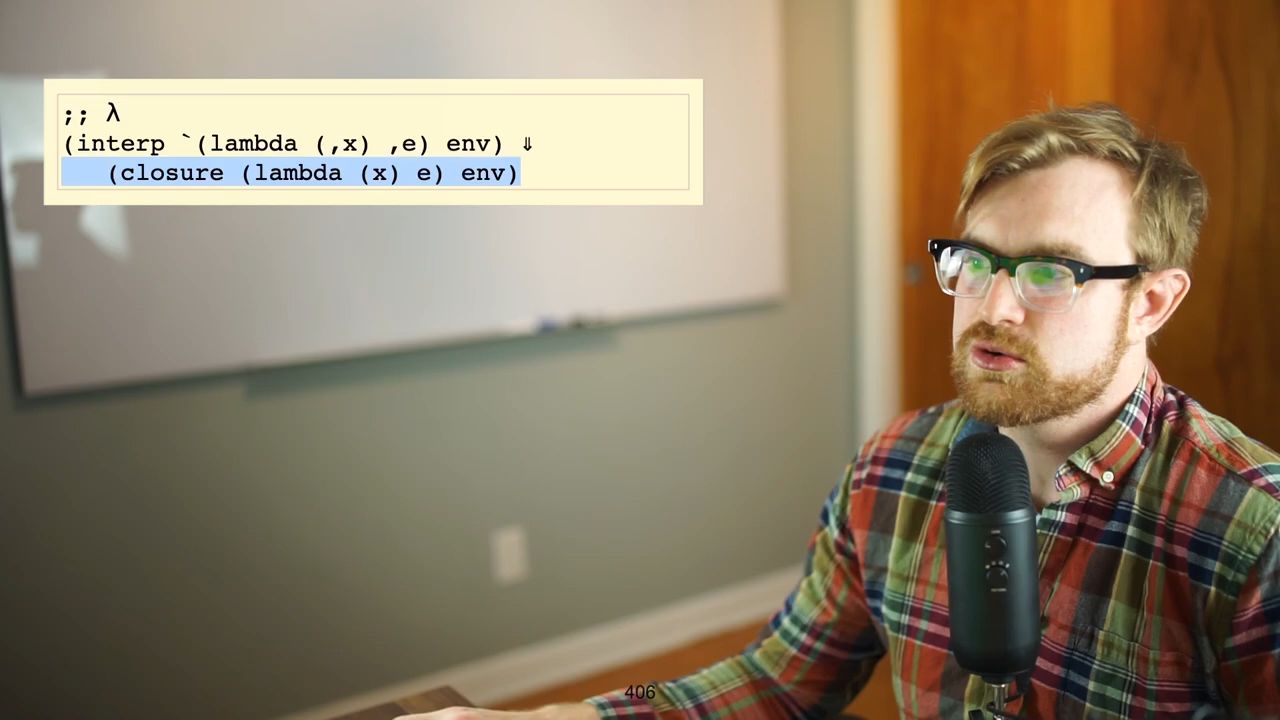 ;; λ
(interp `(lambda (,x) ,e) env) ⇓
(closure (lambda (x) e) env)
406